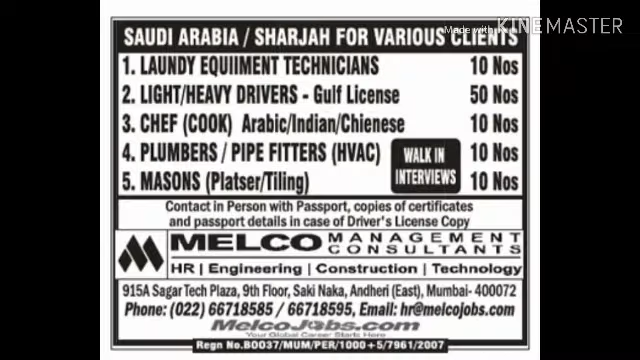 Made with KINEMASTER
SAUDI ARABIA / SHARJAH FOR VARIOUS CLIENTS
1. LAUNDY EQUIIMENT TECHNICIANS 10 Nos
2. LIGHT/HEAVY DRIVERS - Gulf License 50 Nos
3. CHEF (COOK) Arabic/Indian/Chienese 10 Nos
4. PLUMBERS / PIPE FITTERS (HVAC) 10 Nos
WALK IN
INTERVIEWS
5. MASONS (Platser/Tiling) 10 Nos
Contact in Person with Passport, copies of certificates
and passport details in case of Driver's License Copy
MELCO MANAGEMENT
CONSULTANTS
HR | Engineering | Construction | Technology
915A Sagar Tech Plaza, 9th Floor, Saki Naka, Andheri (East), Mumbai- 400072
Phone: (022) 66718585 / 66718595, Email: hr@melcojobs.com
MelcoJobs.com
Your Global Career Starts Here
Regn No.B0037/MUM/PER/1000+5/7961/2007